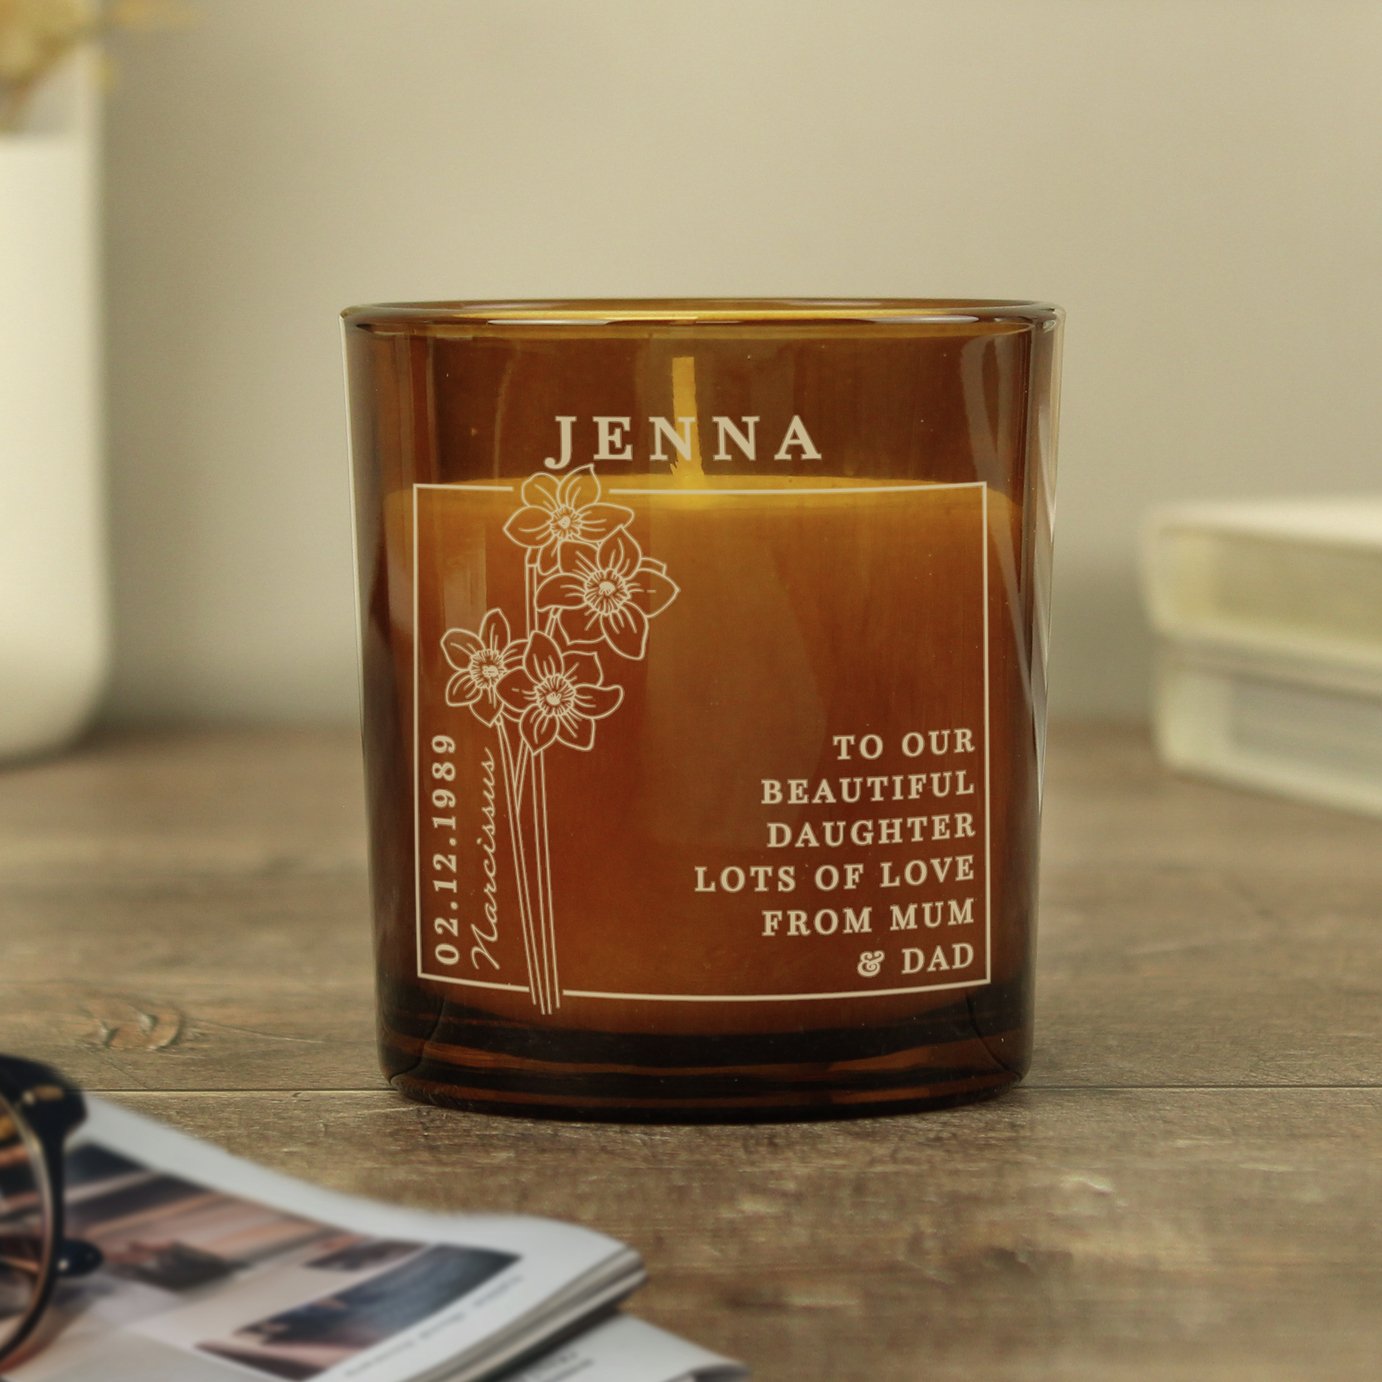 JENNA
02.12.1989
Narcissus
TO OUR
BEAUTIFUL
DAUGHTER
LOTS OF LOVE
FROM MUM
& DAD